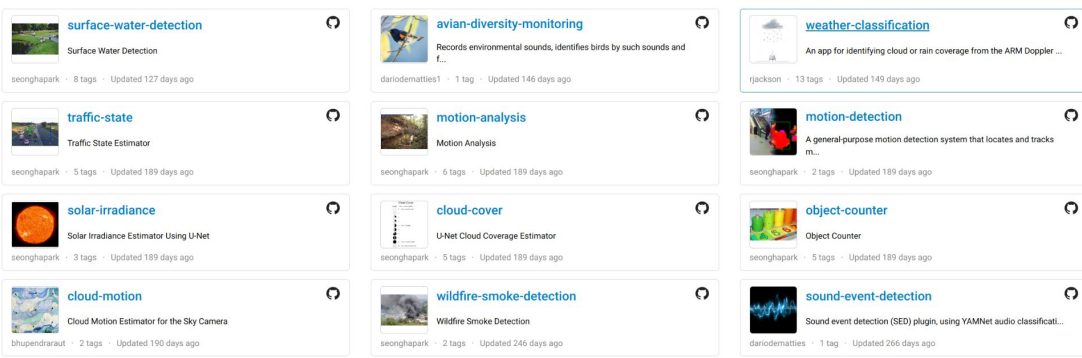 surface-water-detection
Surface Water Detection
seonghapark · 8 tags · Updated 127 days ago
avian-diversity-monitoring
Records environmental sounds, identifies birds by such sounds and
f...
dariodematties1 · 1 tag · Updated 146 days ago
weather-classification
An app for identifying cloud or rain coverage from the ARM Doppler ...
rjackson · 13 tags · Updated 149 days ago
traffic-state
Traffic State Estimator
seonghapark · 5 tags · Updated 189 days ago
motion-analysis
Motion Analysis
seonghapark · 6 tags · Updated 189 days ago
motion-detection
A general-purpose motion detection system that locates and tracks
m...
seonghapark · 2 tags · Updated 189 days ago
solar-irradiance
Solar Irradiance Estimator Using U-Net
seonghapark · 3 tags · Updated 189 days ago
cloud-cover
U-Net Cloud Coverage Estimator
seonghapark · 5 tags · Updated 189 days ago
object-counter
Object Counter
seonghapark · 5 tags · Updated 189 days ago
cloud-motion
Cloud Motion Estimator for the Sky Camera
bhupendraraut · 2 tags · Updated 190 days ago
wildfire-smoke-detection
Wildfire Smoke Detection
seonghapark · 2 tags · Updated 246 days ago
sound-event-detection
Sound event detection (SED) plugin, using YAMNet audio classificati...
dariodematties · 1 tag · Updated 266 days ago